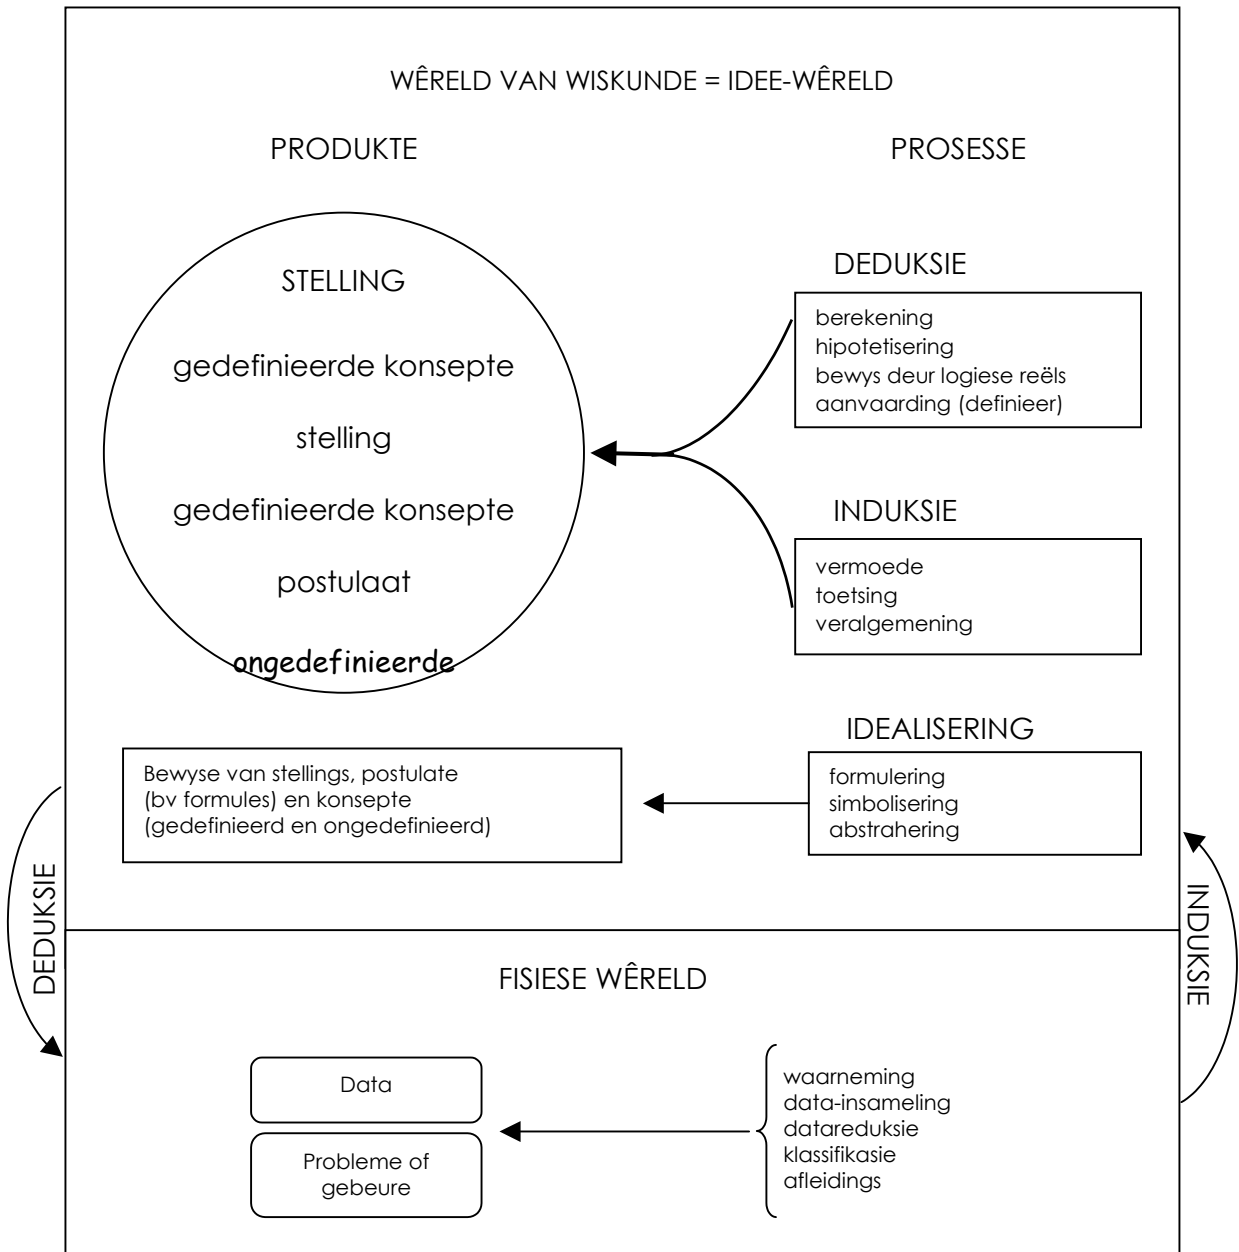 WÊRELD VAN WISKUNDE = IDEE-WÊRELD
PRODUKTE
PROSESSE
STELLING
gedefinieerde konsepte
stelling
gedefinieerde konsepte
postulaat
ongedefinieerde
DEDUKSIE
berekening
hipotetisering
bewys deur logiese reëls
aanvaarding (definieer)
INDUKSIE
vermoede
toetsing
veralgemening
IDEALISERING
formulering
simbolisering
abstrahering
Bewyse van stellings, postulate
(bv formules) en konsepte
(gedefinieerd en ongedefinieerd)
DEDUKSIE
INDUKSIE
FISIESE WÊRELD
Data
Probleme of
gebeure
waarneming
data-insameling
datareduksie
klassifikasie
afleidings